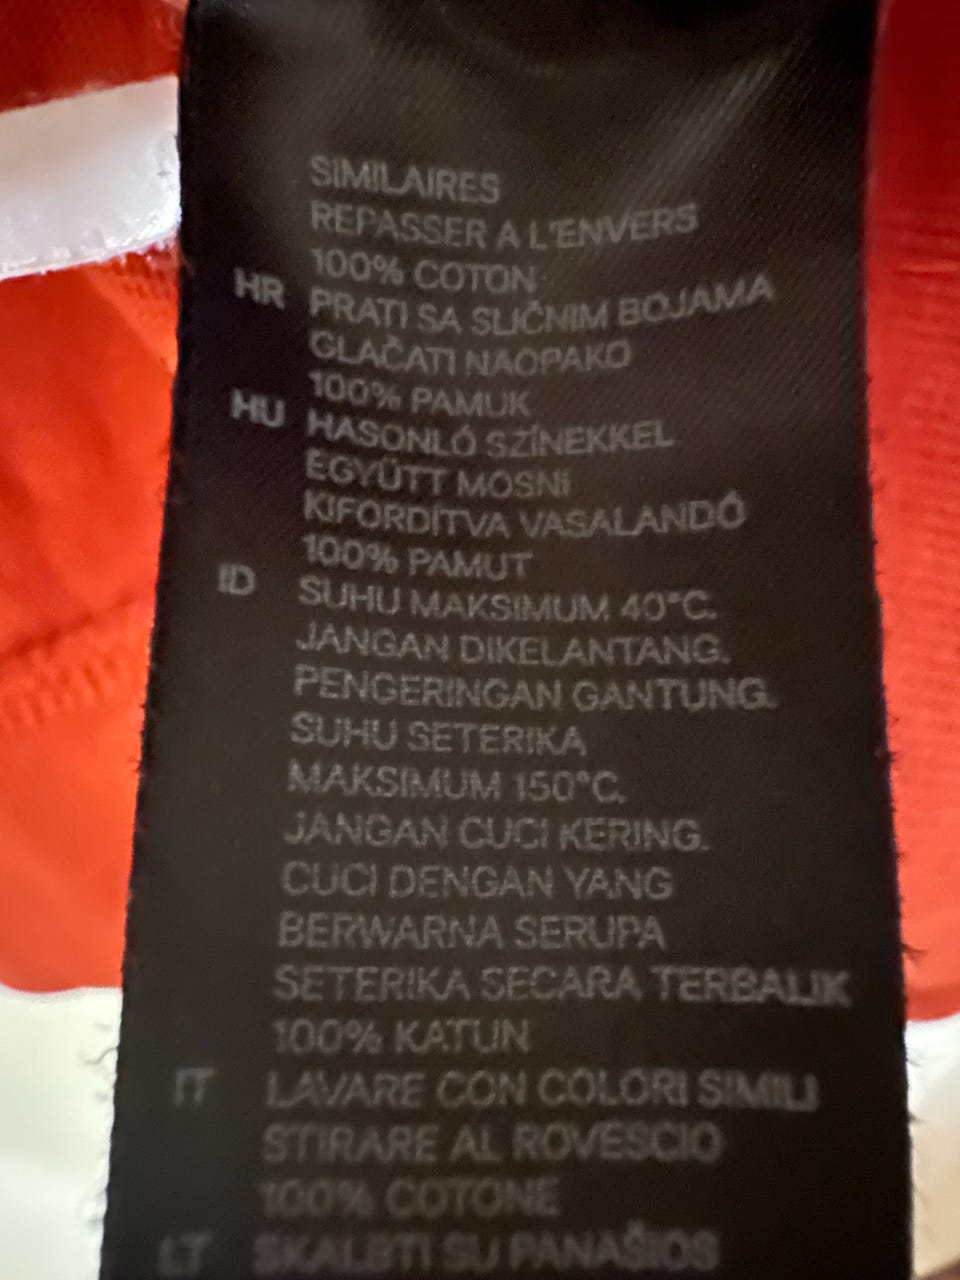 SIMILAIRES
REPASSER A L'ENVERS
100% COTON
HR PRATI SA SLIČNIM BOJAMA
GLAČATI NAOPAKO
100% PAMUK
HU HASONLÓ SZÍNEKKEL
EGYÜTT MOSNI
KIFORDÍTVA VASALANDÓ
100% PAMUT
ID SUHU MAKSIMUM 40°C.
JANGAN DIKELANTANG.
PENGERINGAN GANTUNG.
SUHU SETERIKA
MAKSIMUM 150°C.
JANGAN CUCI KERING.
CUCI DENGAN YANG
BERWARNA SERUPA
SETERIKA SECARA TERBALIK
100% KATUN
IT LAVARE CON COLORI SIMILI
STIRARE AL ROVESCIO
100% COTONE
LT SKALBTI SU PANAŠIOS